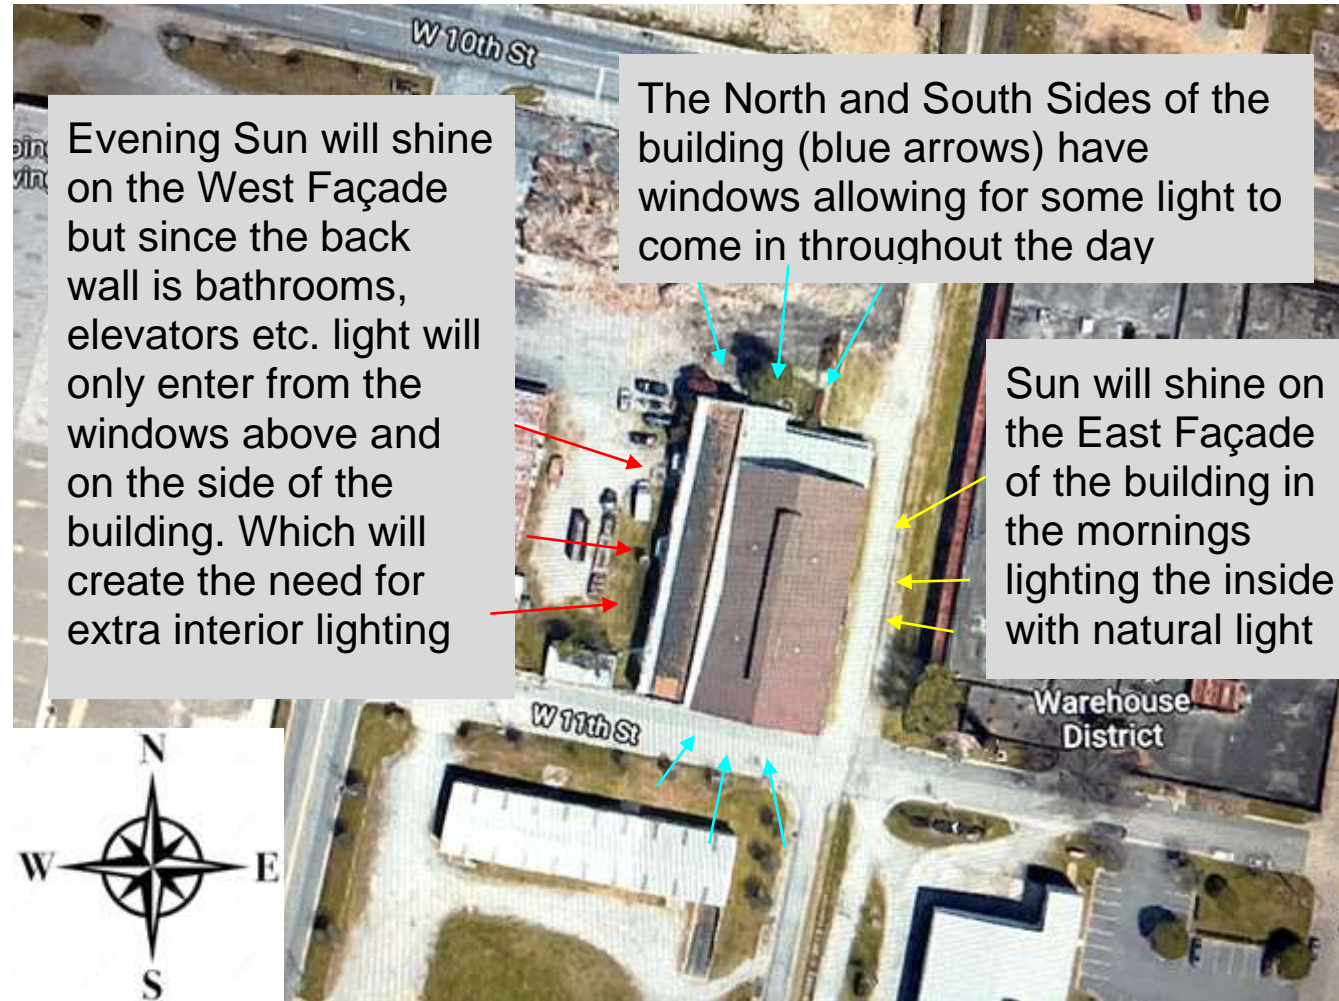 W 10th St
Evening Sun will shine
on the West Façade
but since the back
wall is bathrooms,
elevators etc. light will
only enter from the
windows above and
on the side of the
building. Which will
create the need for
extra interior lighting
The North and South Sides of the
building (blue arrows) have
windows allowing for some light to
come in throughout the day
Sun will shine on
the East Façade
of the building in
the mornings
lighting the inside
with natural light
Warehouse
District
W 11th St
N
W E
S